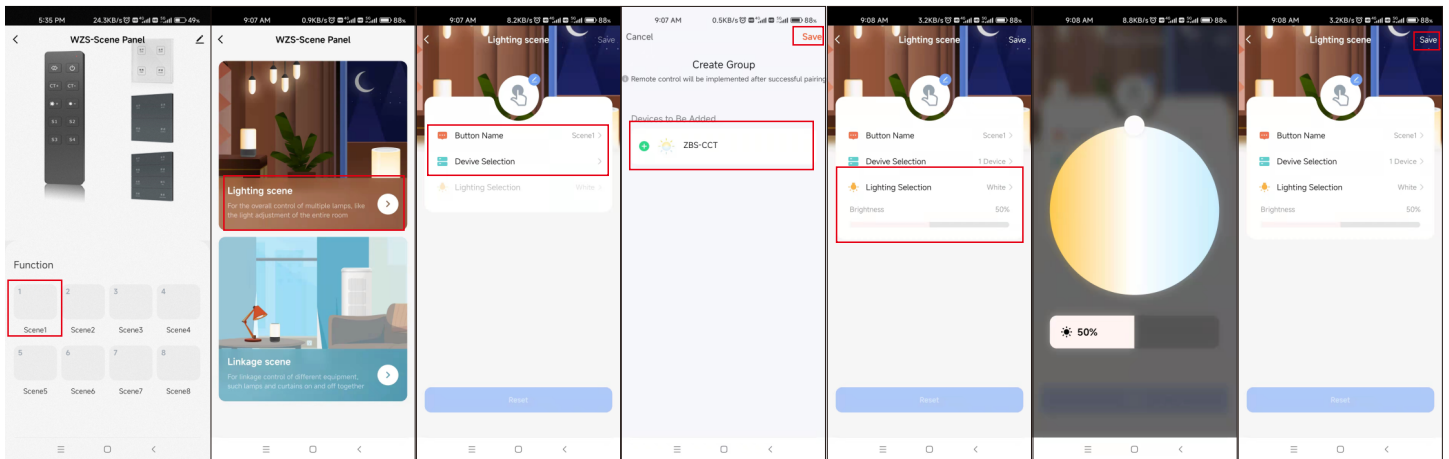 5:35 PM 24.3KB/s 49%
WZS-Scene Panel
CT+ CT-
S1 S2
S3 S4
Function
1 2 3 4
Scene1 Scene2 Scene3 Scene4
5 6 7 8
Scene5 Scene6 Scene7 Scene8
9:07 AM 0.9KB/s 88%
WZS-Scene Panel
Lighting scene
For the overall control of multiple lamps, like
the light adjustment of the entire room
Linkage scene
For linkage control of different equipment,
such lamps and curtains on and off together
9:07 AM 8.2KB/s 88%
Lighting scene Save
Button Name Scene1
Devive Selection
Lighting Selection White
Reset
9:07 AM 0.5KB/s 88%
Cancel Save
Create Group
Remote control will be implemented after successful pairing
Devices to Be Added
ZBS-CCT
9:08 AM 3.2KB/s 88%
Lighting scene Save
Button Name Scene1
Devive Selection 1 Device
Lighting Selection White
Brightness 50%
Reset
9:08 AM 8.8KB/s 88%
50%
9:08 AM 3.2KB/s 88%
Lighting scene Save
Button Name Scene1
Devive Selection 1 Device
Lighting Selection White
Brightness 50%
Reset